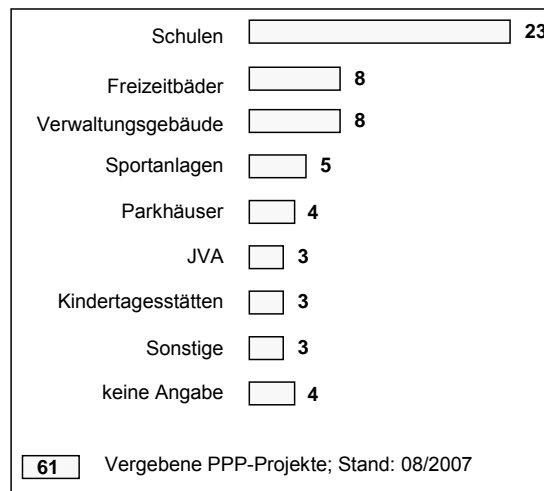 Schulen 23
Freizeitbäder 8
Verwaltungsgebäude 8
Sportanlagen 5
Parkhäuser 4
JVA 3
Kindertagesstätten 3
Sonstige 3
keine Angabe 4
61 Vergebene PPP-Projekte; Stand: 08/2007